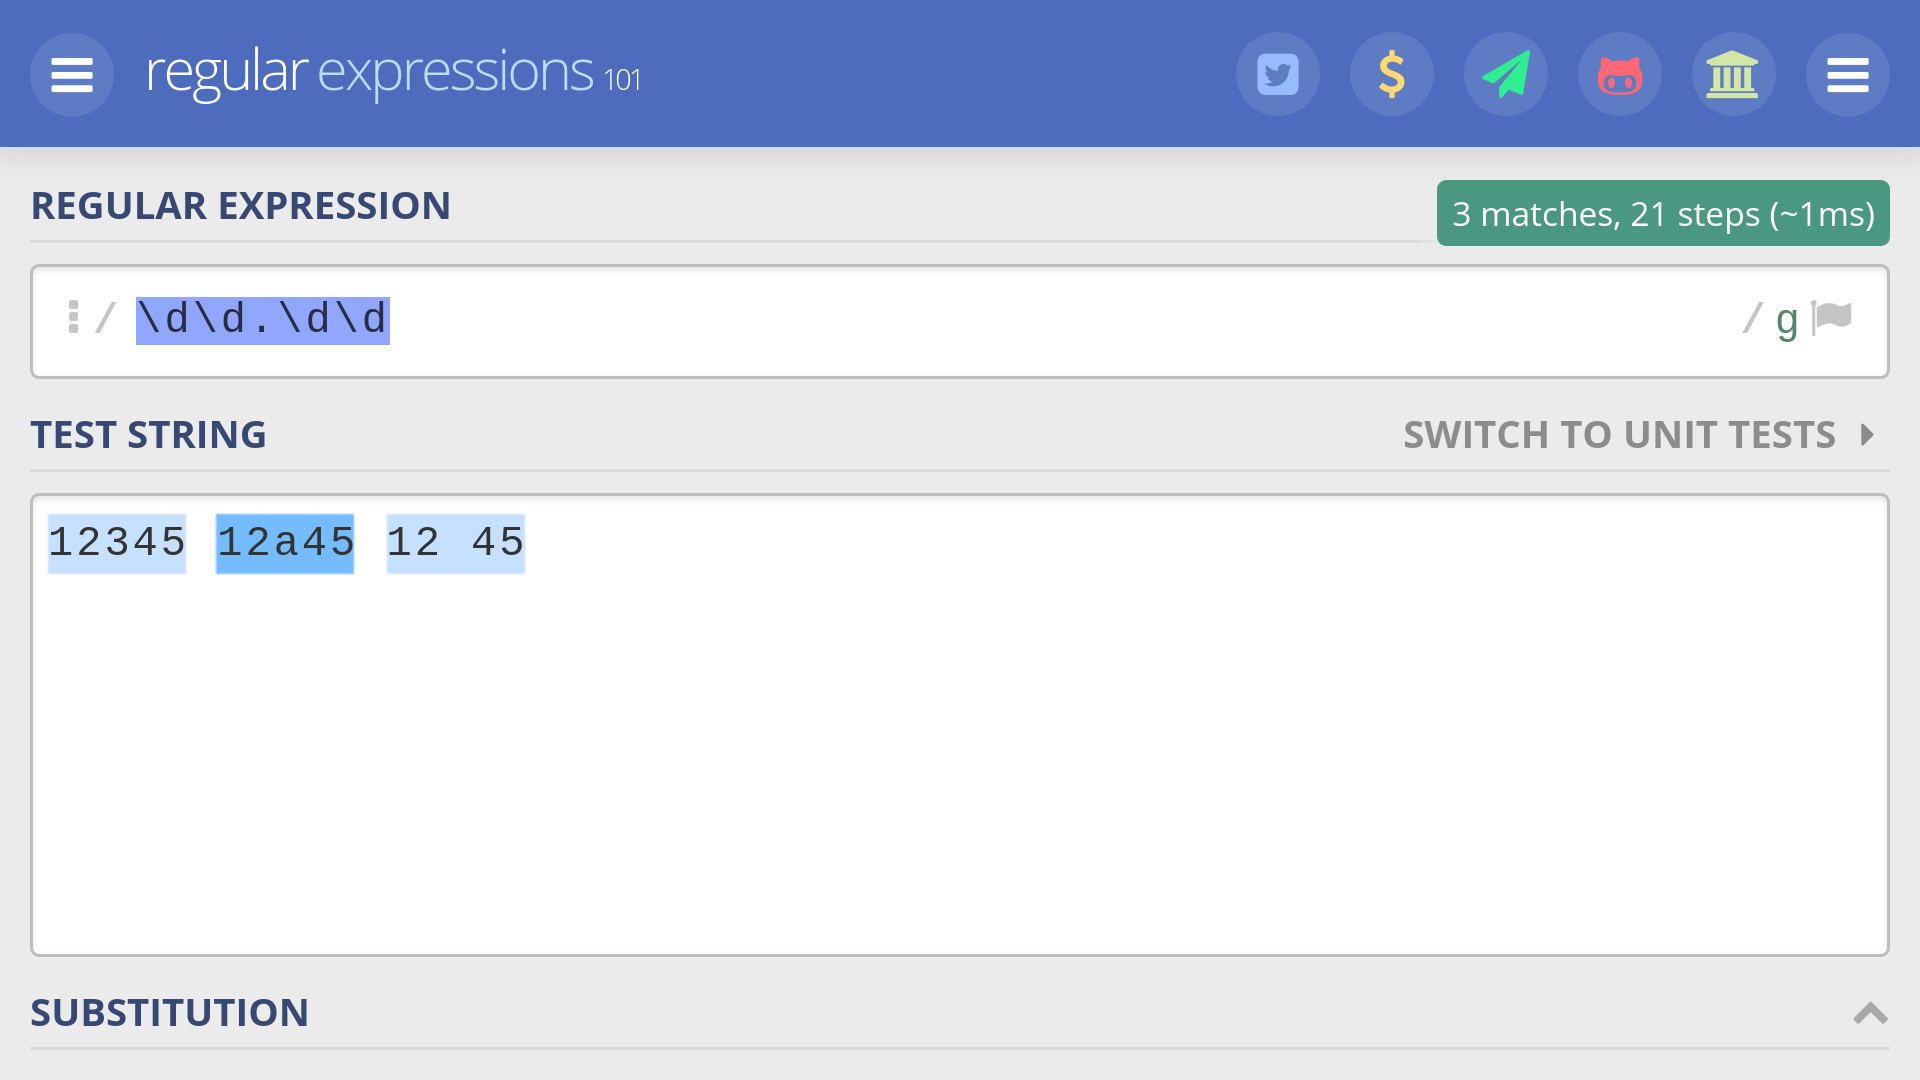 regular expressions 101
REGULAR EXPRESSION
3 matches, 21 steps (~1ms)
/ \d\d.\d\d / g
TEST STRING
SWITCH TO UNIT TESTS
12345 12a45 12 45
SUBSTITUTION